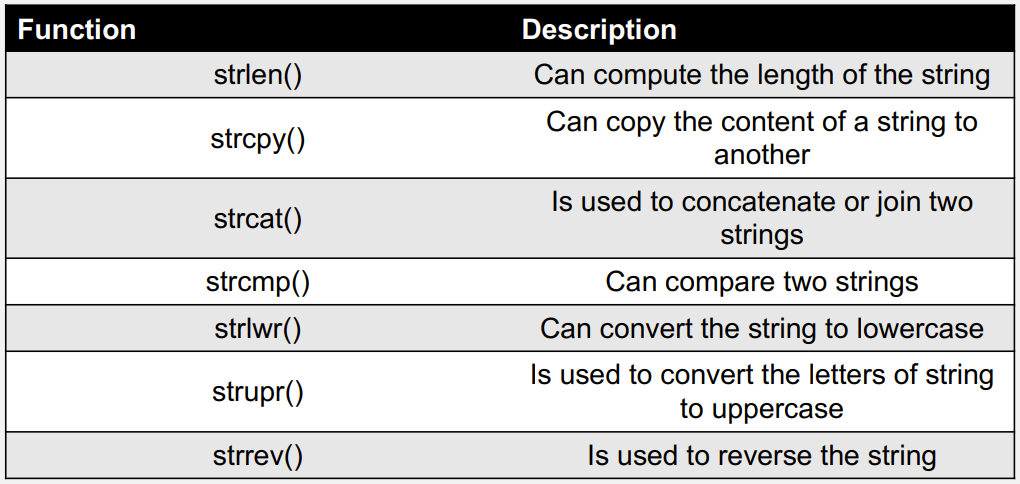 Function Description
strlen() Can compute the length of the string
strcpy() Can copy the content of a string to
another
strcat() Is used to concatenate or join two
strings
strcmp() Can compare two strings
strlwr() Can convert the string to lowercase
strupr() Is used to convert the letters of string
to uppercase
strrev() Is used to reverse the string